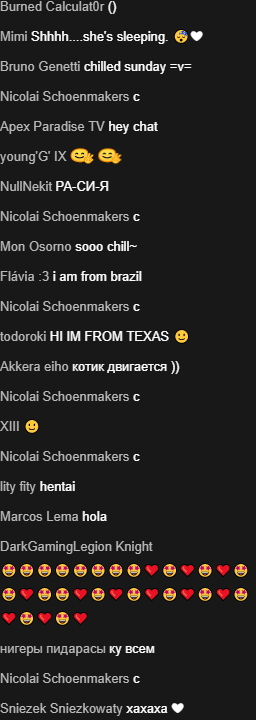 Burned Calculat0r ()
Mimi Shhhh....she's sleeping. 😴🤍
Bruno Genetti chilled sunday =v=
Nicolai Schoenmakers c
Apex Paradise TV hey chat
young'G' IX
NullNekit РА-СИ-Я
Nicolai Schoenmakers c
Mon Osorno sooo chill~
Flávia :3 i am from brazil
Nicolai Schoenmakers c
todoroki HI IM FROM TEXAS 🙂
Akkera eiho котик двигается ))
Nicolai Schoenmakers c
XIII 🙂
Nicolai Schoenmakers c
lity fity hentai
Marcos Lema hola
DarkGamingLegion Knight
🤩🤩🤩🤩🤩🤩🤩🤩❤🤩❤🤩❤🤩
🤩❤🤩🤩❤🤩❤🤩❤🤩❤🤩❤🤩
❤🤩❤🤩❤
нигеры пидарасы ку всем
Nicolai Schoenmakers c
Sniezek Sniezkowaty xaxaxa 🤍